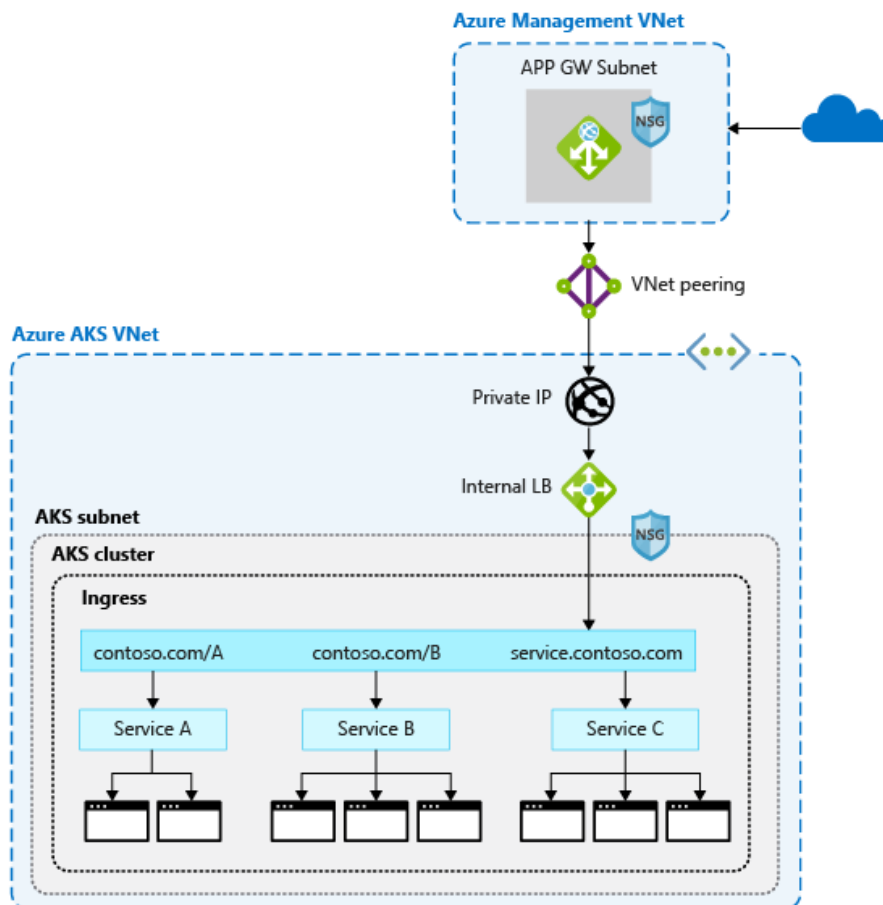 Azure Management VNet
APP GW Subnet
NSG
VNet peering
Azure AKS VNet
Private IP
Internal LB
AKS subnet
NSG
AKS cluster
Ingress
contoso.com/A
contoso.com/B
service.contoso.com
Service A
Service B
Service C